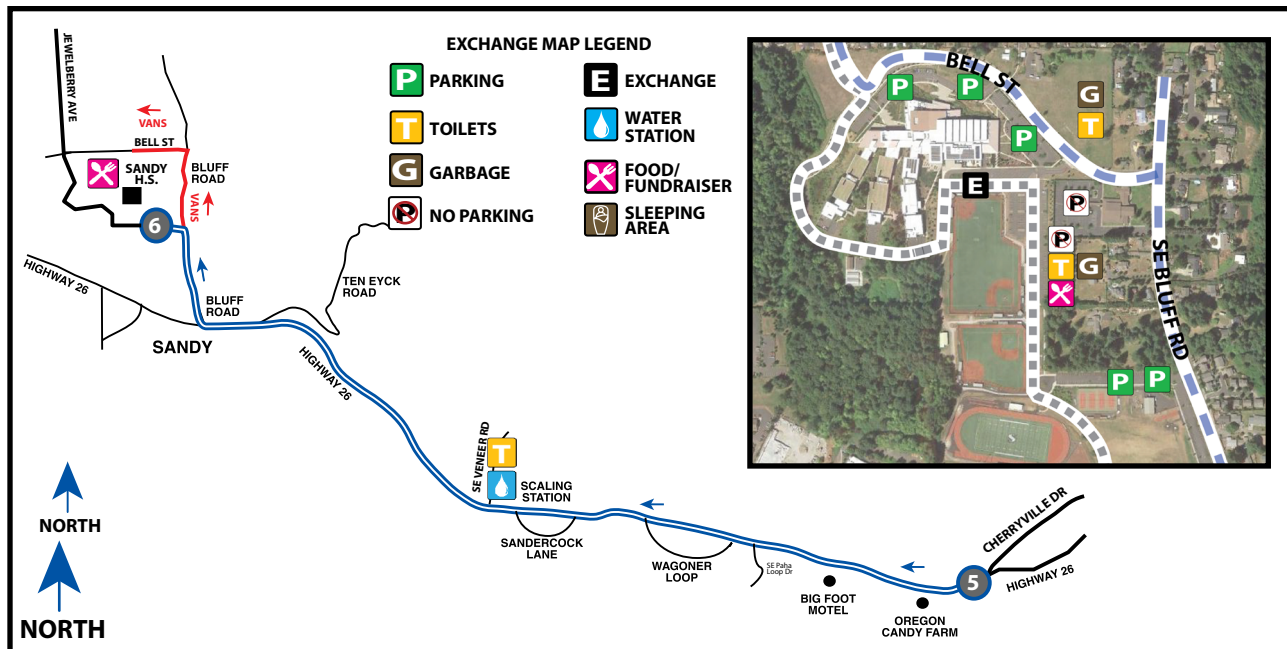 JEWELBERRY AVE
VANS
BELL ST
BLUFF
ROAD
SANDY
H.S.
VANS
6
HIGHWAY 26
BLUFF
ROAD
SANDY
TEN EYCK
ROAD
HIGHWAY 26
EXCHANGE MAP LEGEND
P PARKING
T TOILETS
G GARBAGE
P NO PARKING
E EXCHANGE
WATER
STATION
FOOD/
FUNDRAISER
SLEEPING
AREA
BELL ST
P
P
P
G
T
E
P
P
T
G
SE BLUFF RD
P
P
SE VENEER RD
T
SCALING
STATION
SANDERCOCK
LANE
WAGONER
LOOP
SE Paha
Loop Dr
BIG FOOT
MOTEL
OREGON
CANDY FARM
5
CHERRYVILLE DR
HIGHWAY 26
NORTH
NORTH